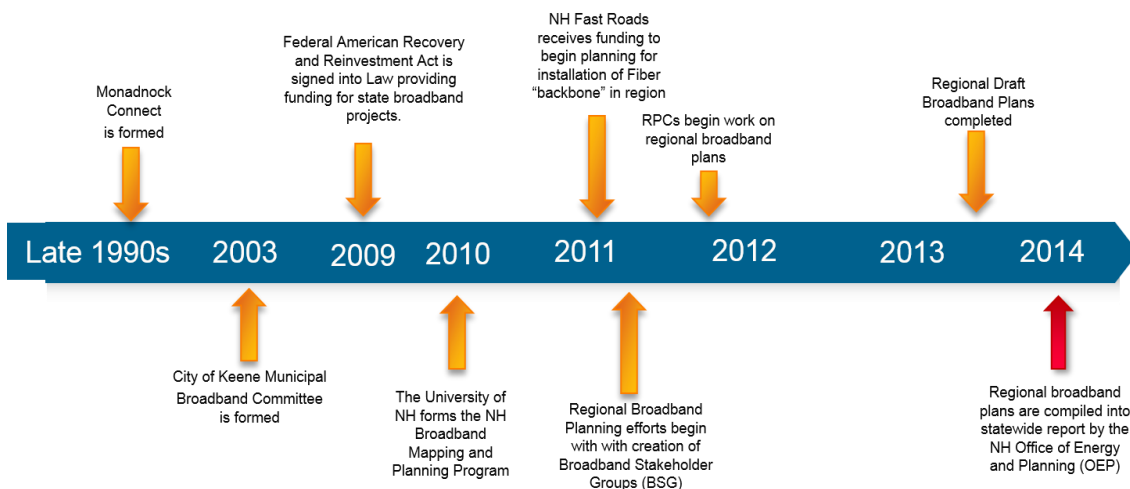 Monadnock
Connect
is formed
Federal American Recovery
and Reinvestment Act is
signed into Law providing
funding for state broadband
projects.
NH Fast Roads
receives funding to
begin planning for
installation of Fiber
“backbone” in region
RPCs begin work on
regional broadband
plans
Regional Draft
Broadband Plans
completed
Late 1990s
2003
2009
2010
2011
2012
2013
2014
City of Keene Municipal
Broadband Committee
is formed
The University of
NH forms the NH
Broadband
Mapping and
Planning Program
Regional Broadband
Planning efforts begin
with with creation of
Broadband Stakeholder
Groups (BSG)
Regional broadband
plans are compiled into
statewide report by the
NH Office of Energy
and Planning (OEP)